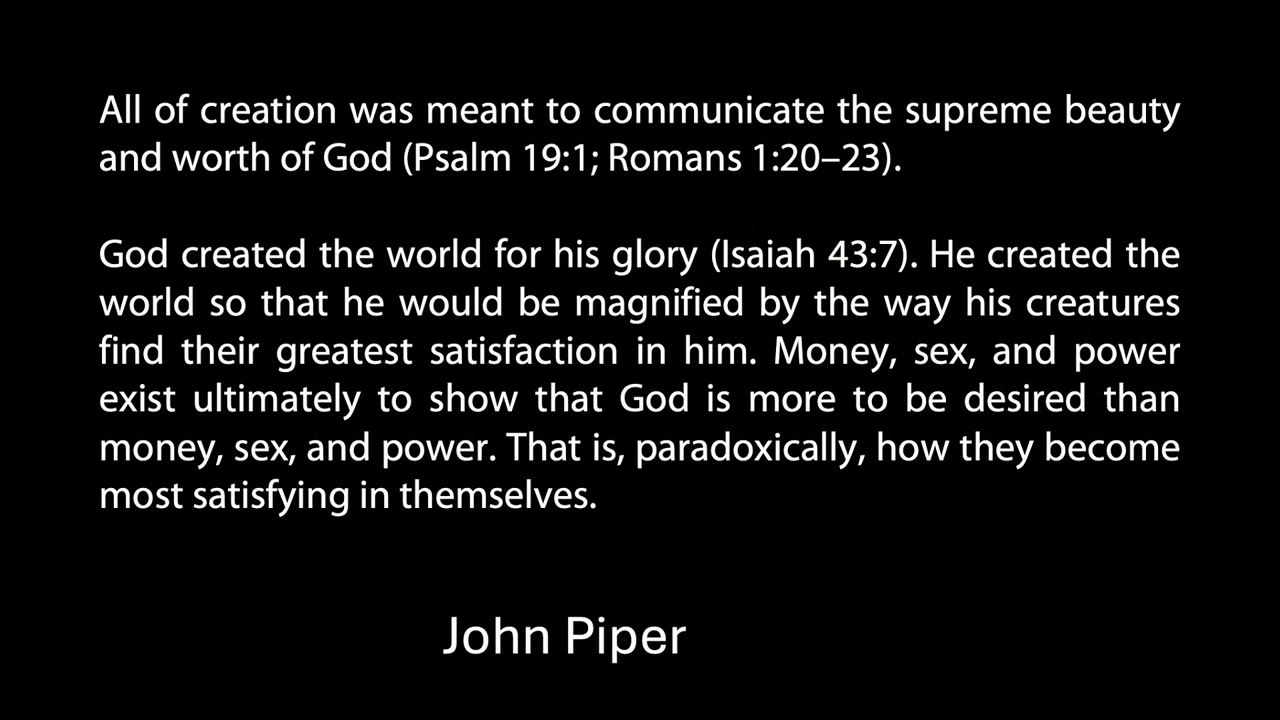 All of creation was meant to communicate the supreme beauty
and worth of God (Psalm 19:1; Romans 1:20–23).
God created the world for his glory (Isaiah 43:7). He created the
world so that he would be magnified by the way his creatures
find their greatest satisfaction in him. Money, sex, and power
exist ultimately to show that God is more to be desired than
money, sex, and power. That is, paradoxically, how they become
most satisfying in themselves.
John Piper